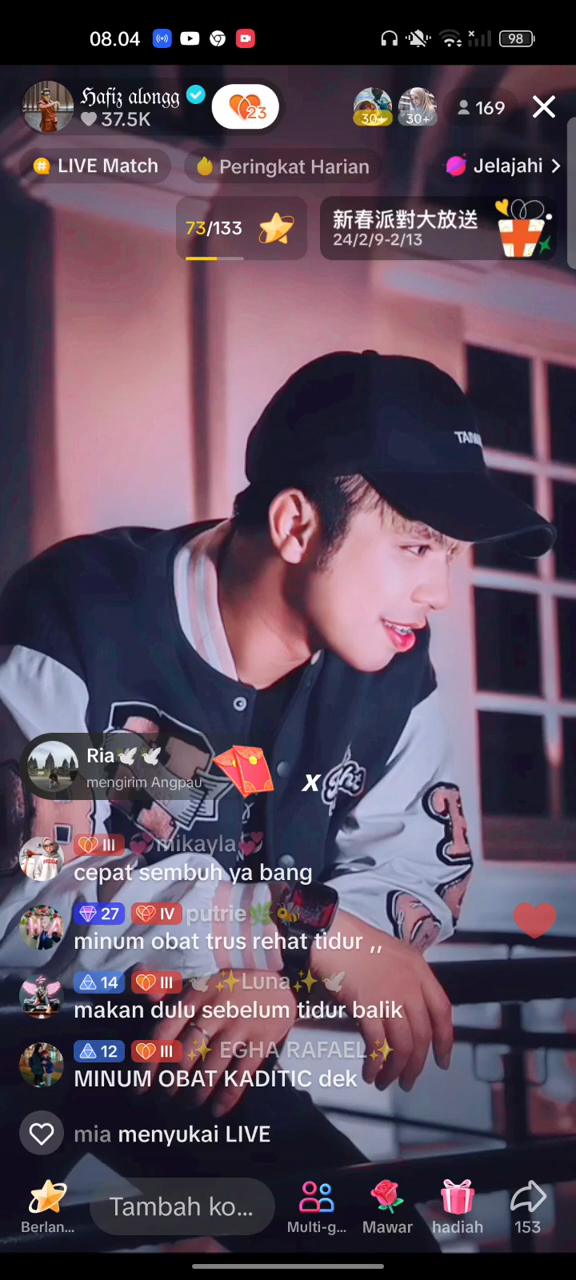 08.04
98
ℌafiz alongg
37.5K
23
30+
30+
169
LIVE Match
Peringkat Harian
Jelajahi >
73/133
新春派對大放送
24/2/9-2/13
Ria🕊️🕊️
mengirim Angpau
x
III 💞mikayla💞
cepat sembuh ya bang
27 IV putrie🌿🐝
minum obat trus rehat tidur ,,
14 III 🕊️✨Luna✨🕊️
makan dulu sebelum tidur balik
12 III ✨ EGHA RAFAEL✨
MINUM OBAT KADITIC dek
mia menyukai LIVE
Tambah ko...
Berlan...
Multi-g...
Mawar
hadiah
153